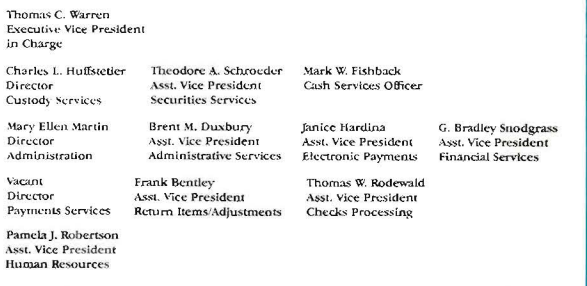 Thomas C. Warren
Executive Vice President
in Charge
Charles L. Huffstetler Theodore A. Schroeder Mark W. Fishback
Director Asst. Vice President Cash Services Officer
Custody Services Securities Services
Mary Ellen Martin Brent M. Duxbury Janice Hardina G. Bradley Snodgrass
Director Asst. Vice President Asst. Vice President Asst. Vice President
Administration Administrative Services Electronic Payments Financial Services
Vacant Frank Bentley Thomas W. Rodewald
Director Asst. Vice President Asst. Vice President
Payments Services Return Items/Adjustments Checks Processing
Pamela J. Robertson
Asst. Vice President
Human Resources